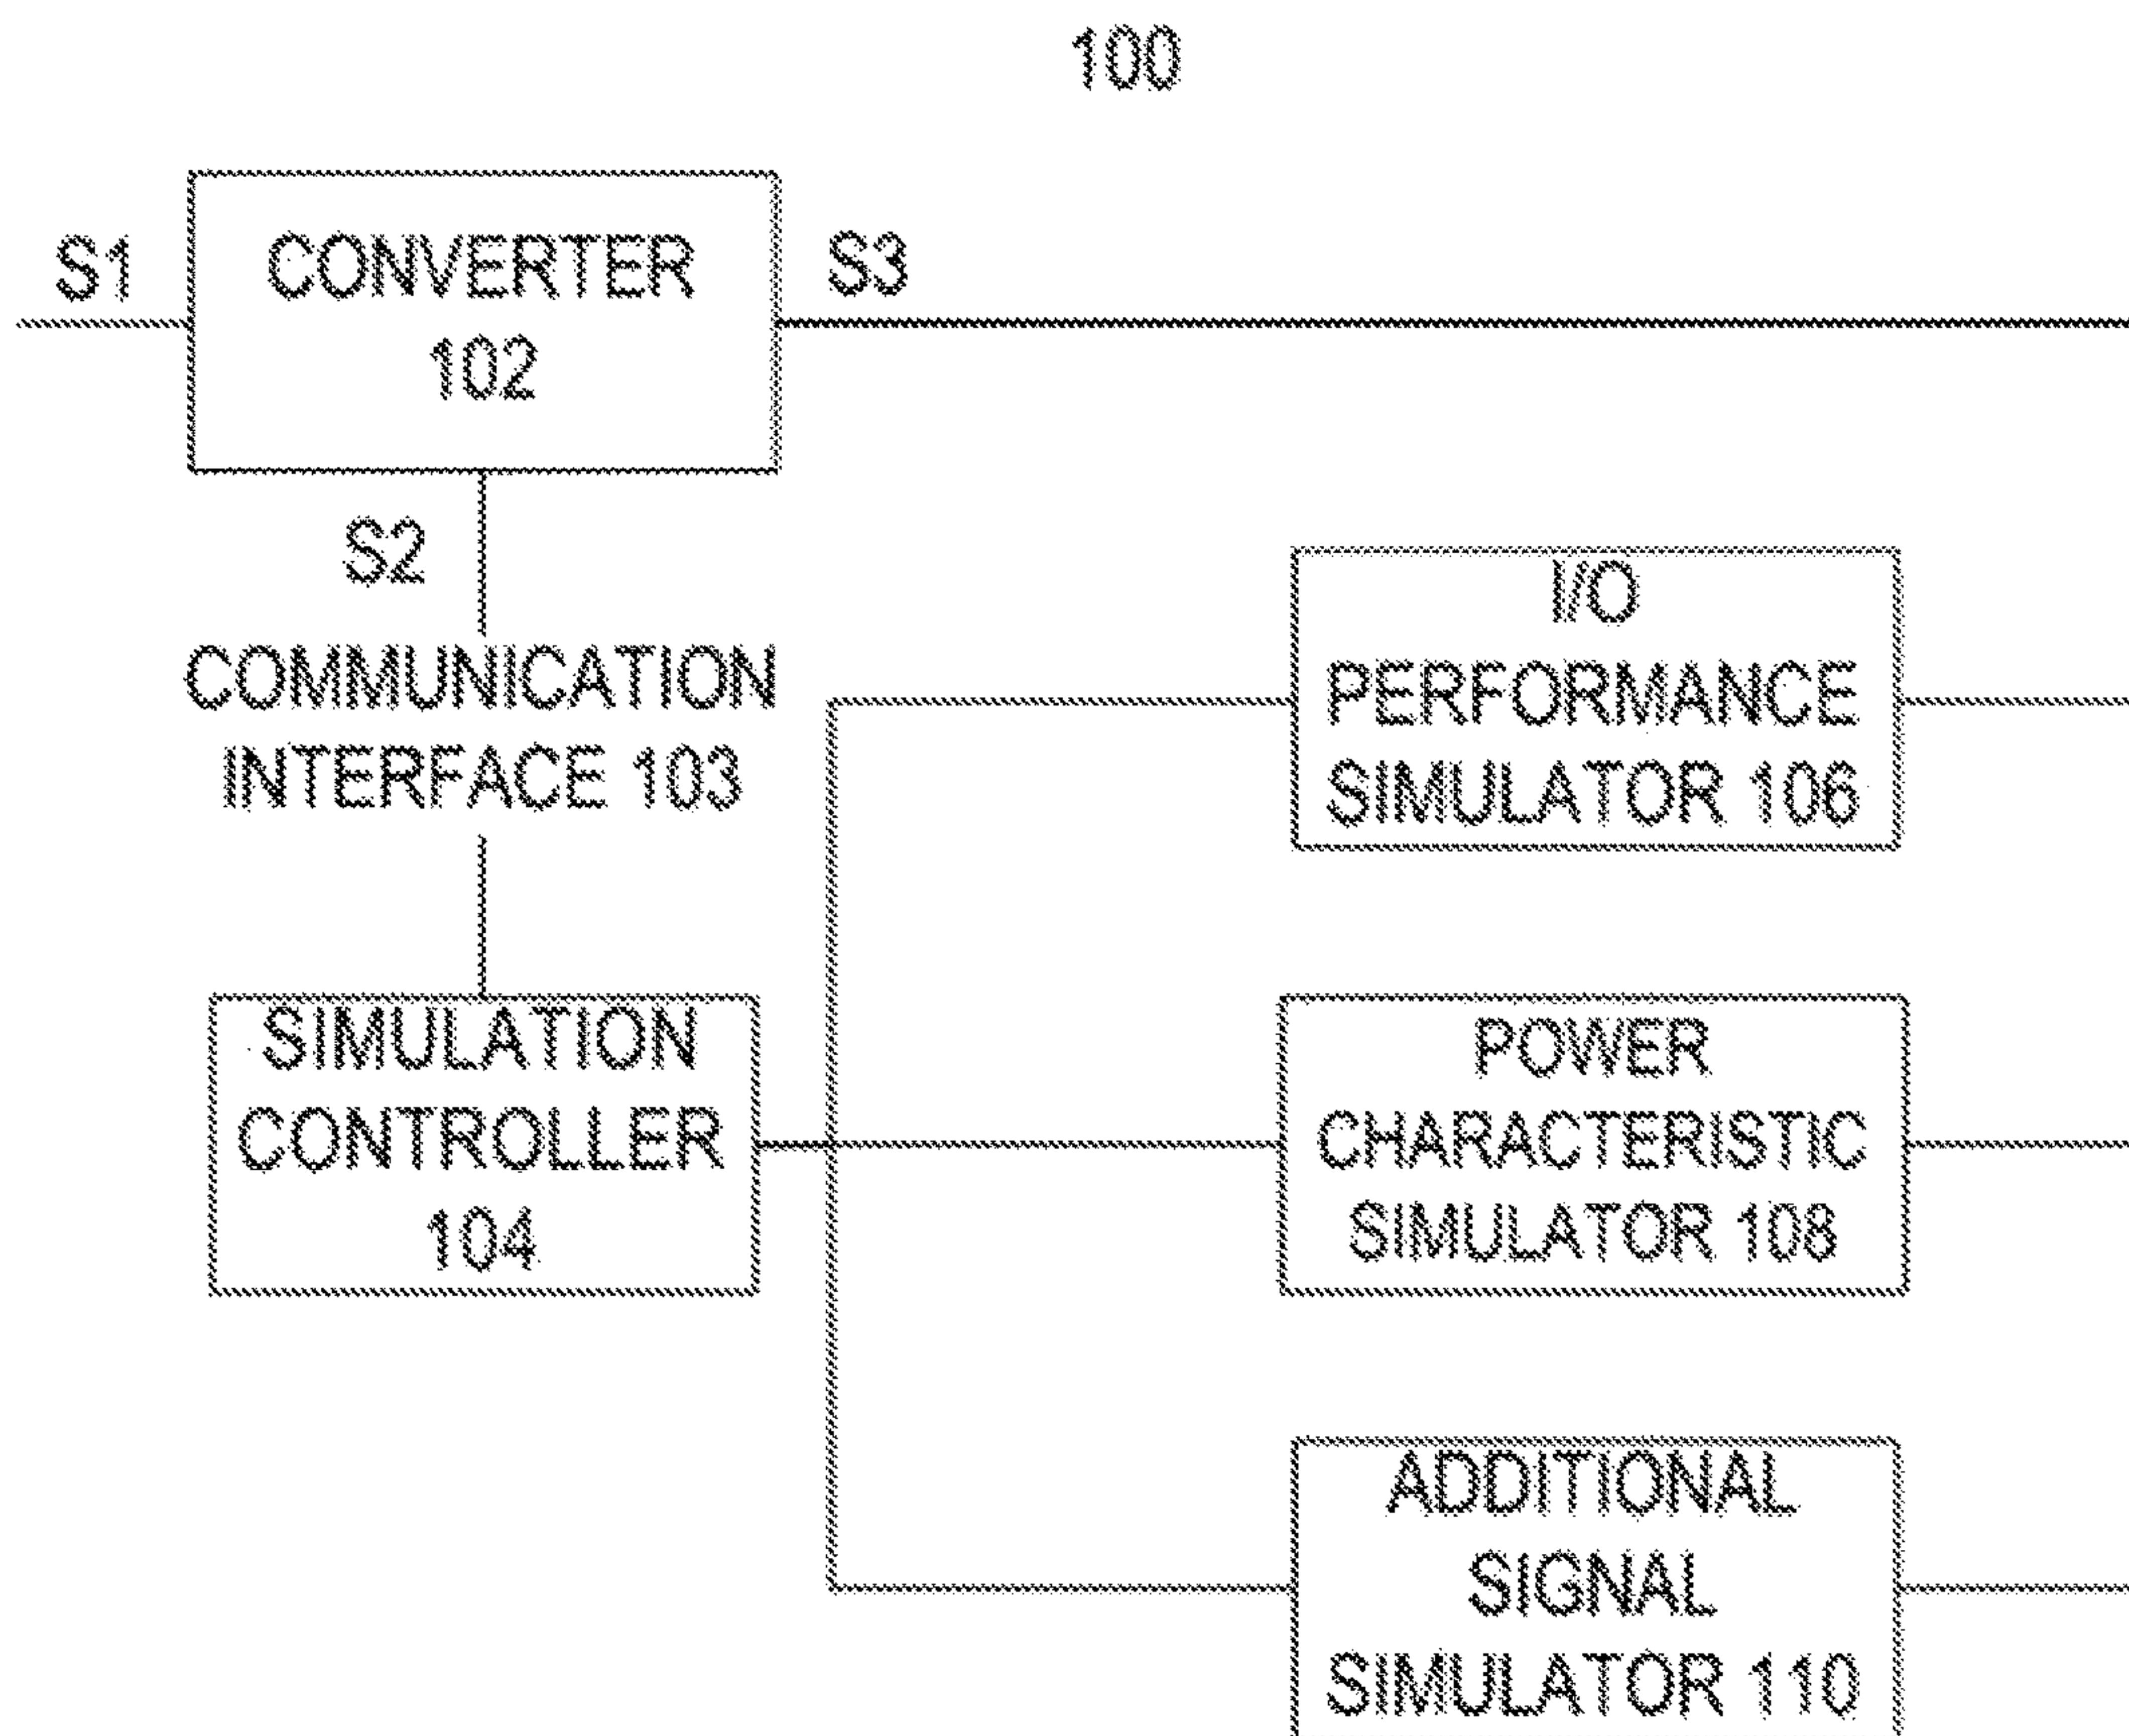 100
S1
CONVERTER
102
S3
S2
COMMUNICATION
INTERFACE 103
I/O
PERFORMANCE
SIMULATOR 106
SIMULATION
CONTROLLER
104
POWER
CHARACTERISTIC
SIMULATOR 108
ADDITIONAL
SIGNAL
SIMULATOR 110